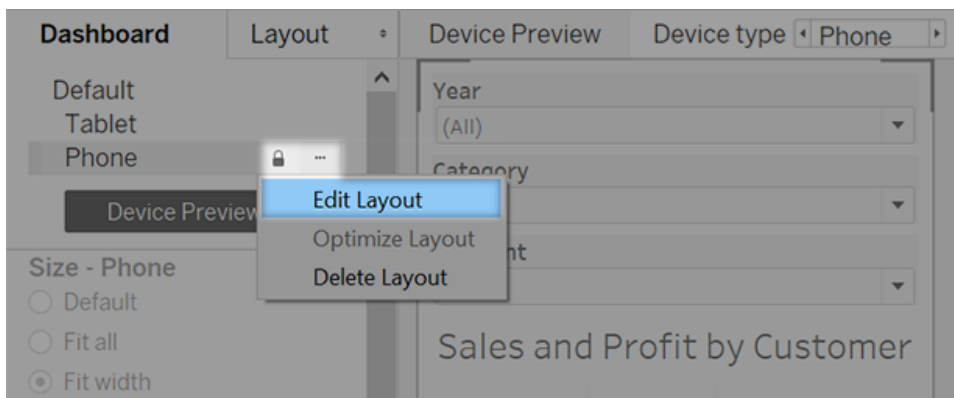 Dashboard Layout Device Preview Device type Phone
Default
Tablet
Phone
Device Preview
Edit Layout
Optimize Layout
Delete Layout
Size - Phone
Default
Fit all
Fit width
Year
(All)
Category
Sales and Profit by Customer